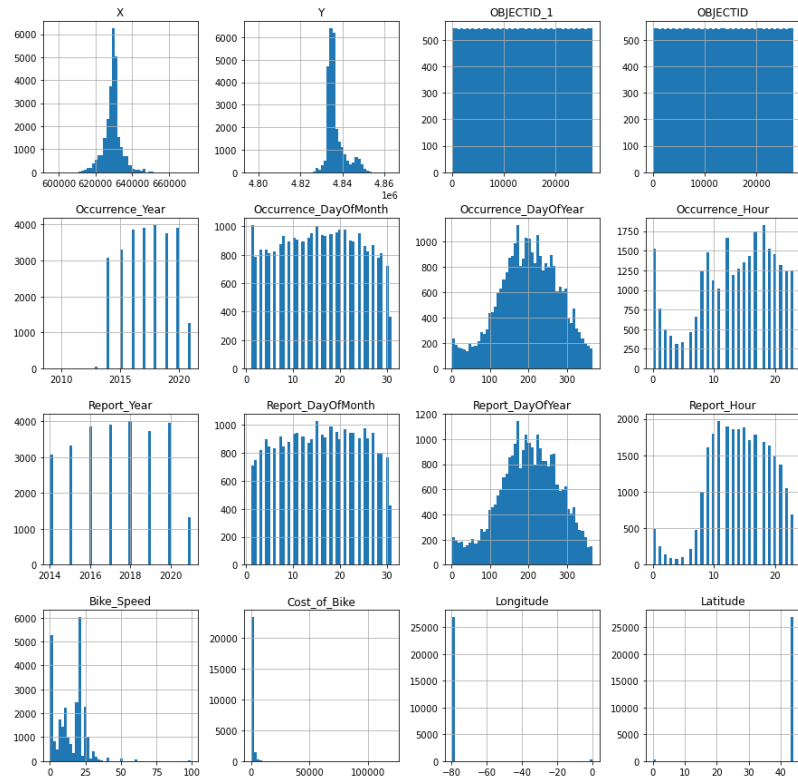 X Y OBJECTID_1 OBJECTID
6000 5000 4000 3000 2000 1000 0
600000 620000 640000 660000
6000 5000 4000 3000 2000 1000 0
4.80 4.82 4.84 4.86
1e6
500 400 300 200 100 0
0 10000 20000
500 400 300 200 100 0
0 10000 20000
Occurrence_Year Occurrence_DayOfMonth Occurrence_DayOfYear Occurrence_Hour
4000 3000 2000 1000 0
2010 2015 2020
1000 800 600 400 200 0
0 10 20 30
1000 800 600 400 200 0
0 100 200 300
1750 1500 1250 1000 750 500 250 0
0 10 20
Report_Year Report_DayOfMonth Report_DayOfYear Report_Hour
4000 3000 2000 1000 0
2014 2016 2018 2020
1000 800 600 400 200 0
0 10 20 30
1200 1000 800 600 400 200 0
0 100 200 300
2000 1500 1000 500 0
0 10 20
Bike_Speed Cost_of_Bike Longitude Latitude
6000 5000 4000 3000 2000 1000 0
0 25 50 75 100
20000 15000 10000 5000 0
0 50000 100000
25000 20000 15000 10000 5000 0
−80 −60 −40 −20 0
25000 20000 15000 10000 5000 0
0 10 20 30 40